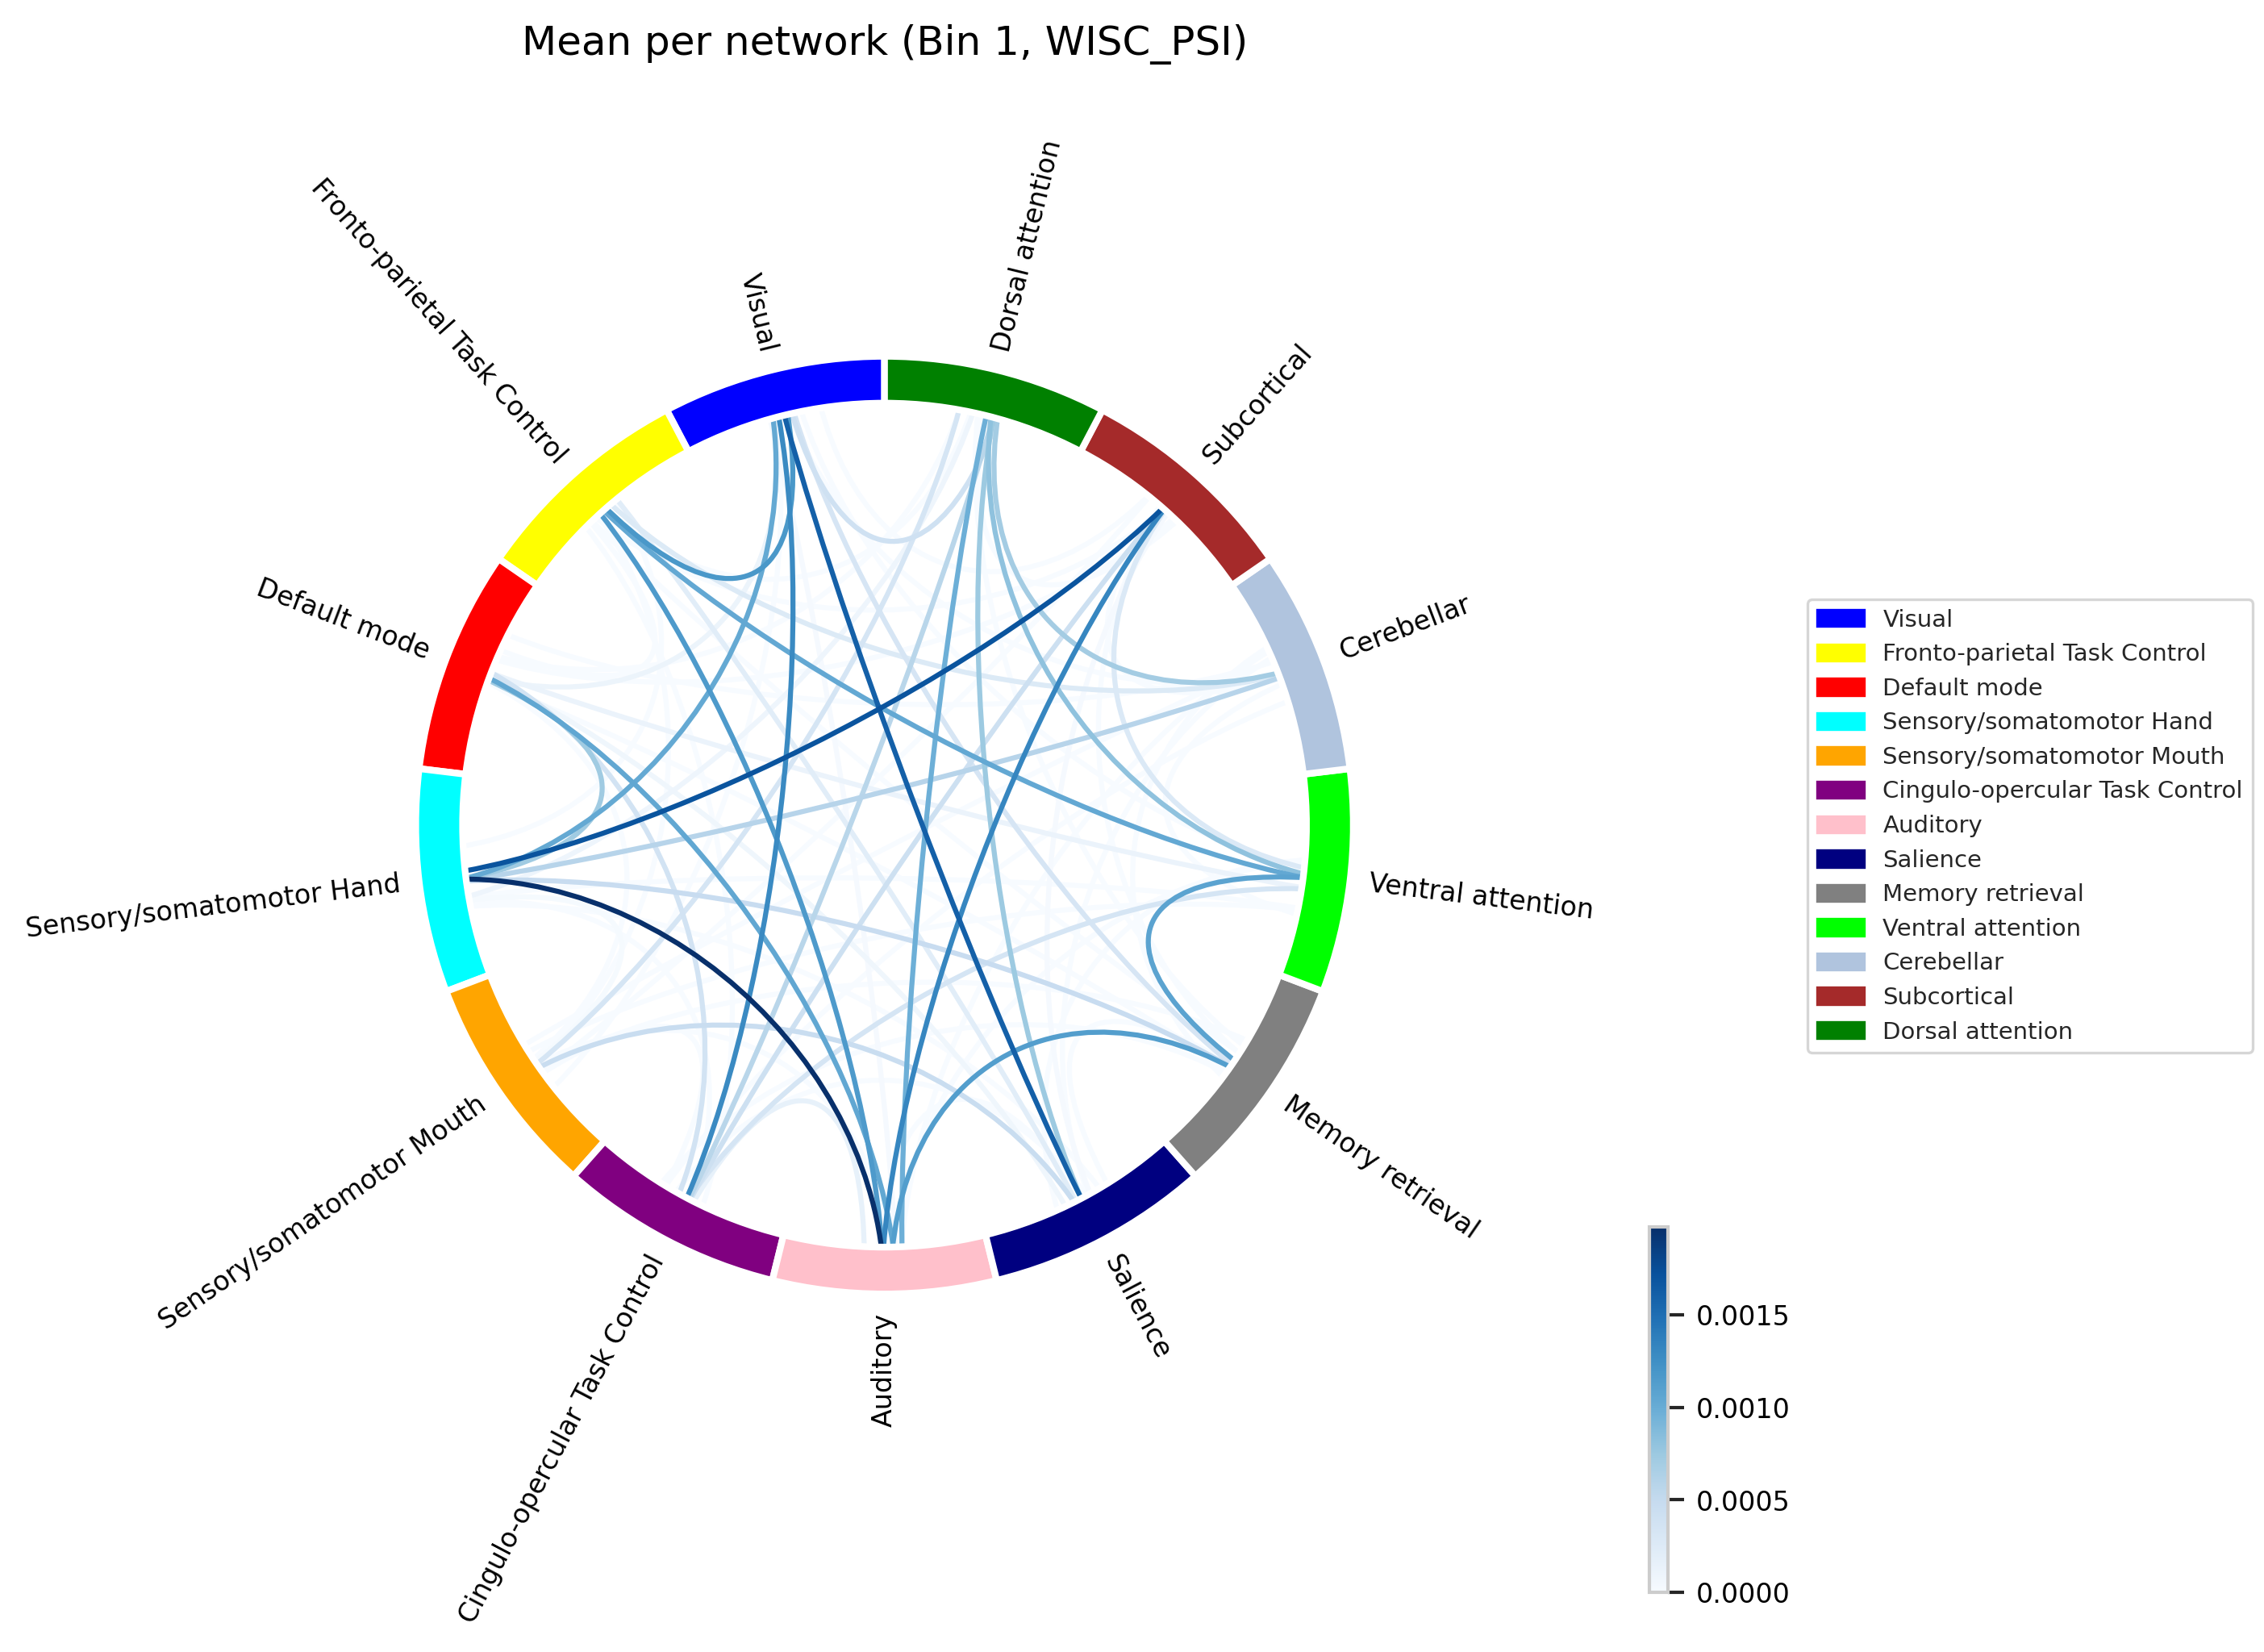 Mean per network (Bin 1, WISC_PSI)
Dorsal attention
Visual
Fronto-parietal Task Control
Subcortical
Default mode
Cerebellar
Sensory/somatomotor Hand
Ventral attention
Sensory/somatomotor Mouth
Memory retrieval
Cingulo-opercular Task Control
Auditory
Salience
Visual
Fronto-parietal Task Control
Default mode
Sensory/somatomotor Hand
Sensory/somatomotor Mouth
Cingulo-opercular Task Control
Auditory
Salience
Memory retrieval
Ventral attention
Cerebellar
Subcortical
Dorsal attention
0.0015
0.0010
0.0005
0.0000